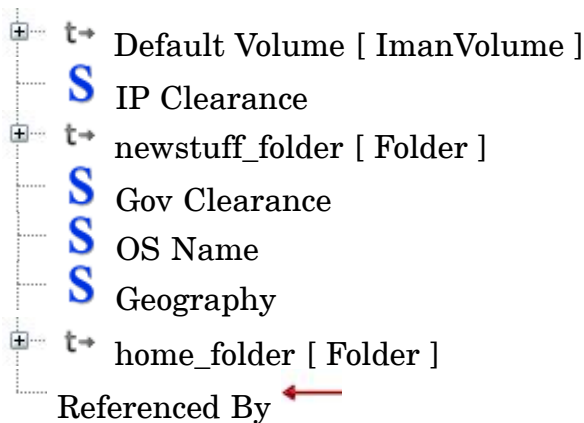 t Default Volume [ ImanVolume ]
S IP Clearance
t newstuff_folder [ Folder ]
S Gov Clearance
S OS Name
S Geography
t home_folder [ Folder ]
Referenced By